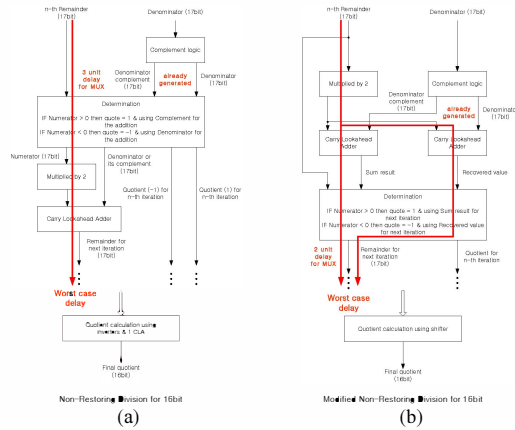 n-th Remainder
(17bit)
Denominator
(17bit)
Complement logic
3 unit
delay
for MUX
Denominator
complement
(17bit)
already
generated
Denominator
(17bit)
Determination
IF Numerator > 0 then quote = 1 & using Complement for
the addition
IF Numerator < 0 then quote = -1 & using Denominator for
the addition
Numerator (17bit)
Denominator or
its complement
(17bit)
Multiplied by 2
Quotient (-1) for
n-th iteration
Quotient (1) for
n-th iteration
Carry Lookahead Adder
Remainder for
next iteration
(17bit)
Worst case
delay
Quotient calculation using
inverters & 1 CLA
Final quotient
(16bit)
Non-Restoring Division for 16bit
(a)
n-th Remainder
(17bit)
Denominator
(17bit)
Multiplied by 2
Complement logic
Denominator
complement
(17bit)
already
generated
Denominator
(17bit)
Carry Lookahead
Adder
Carry Lookahead
Adder
Sum result
Recovered value
Determination
IF Numerator > 0 then quote = 1 & using Sum result for
next iteration
IF Numerator < 0 then quote = -1 & using Recovered value
for next iteration
2 unit
delay
for MUX
Remainder for
next iteration
(17bit)
Quotient for
n-th iteration
Worst case
delay
Quotient calculation using shifter
Final quotient
(16bit)
Modified Non-Restoring Division for 16bit
(b)